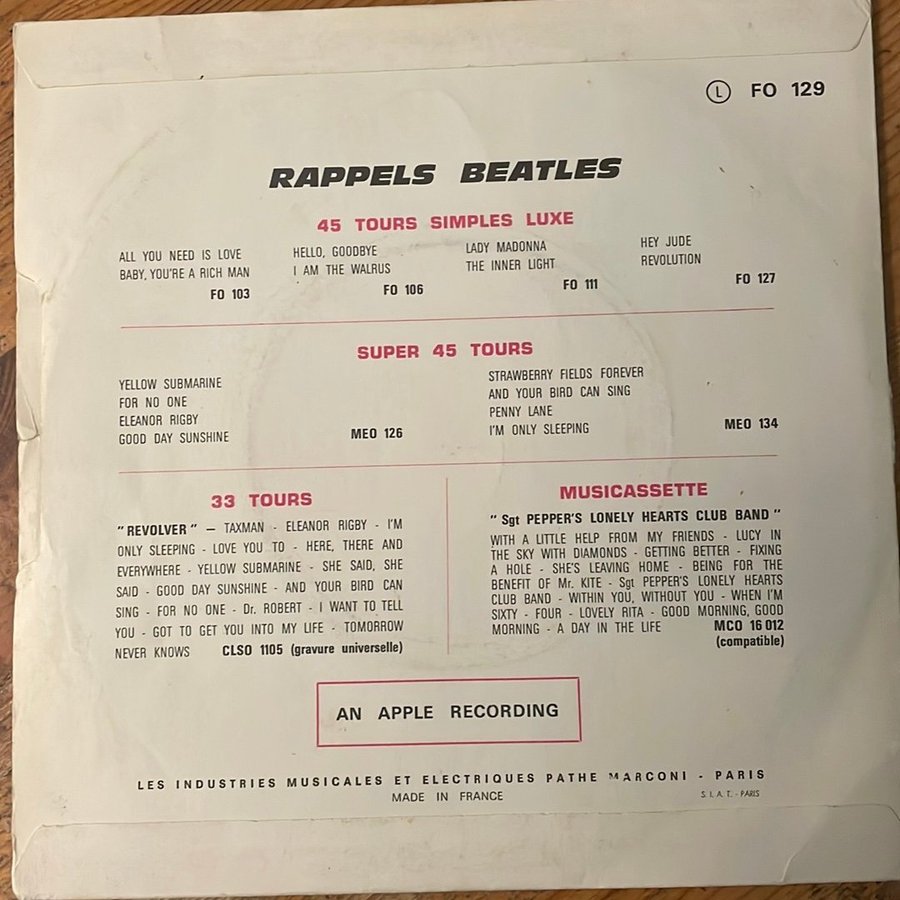 Ⓛ FO 129
RAPPELS BEATLES
45 TOURS SIMPLES LUXE
ALL YOU NEED IS LOVE
BABY, YOU'RE A RICH MAN
FO 103
HELLO, GOODBYE
I AM THE WALRUS
FO 106
LADY MADONNA
THE INNER LIGHT
FO 111
HEY JUDE
REVOLUTION
FO 127
SUPER 45 TOURS
YELLOW SUBMARINE
FOR NO ONE
ELEANOR RIGBY
GOOD DAY SUNSHINE
MEO 126
STRAWBERRY FIELDS FOREVER
AND YOUR BIRD CAN SING
PENNY LANE
I'M ONLY SLEEPING
MEO 134
33 TOURS
"REVOLVER" — TAXMAN - ELEANOR RIGBY - I'M
ONLY SLEEPING - LOVE YOU TO - HERE, THERE AND
EVERYWHERE - YELLOW SUBMARINE - SHE SAID, SHE
SAID - GOOD DAY SUNSHINE - AND YOUR BIRD CAN
SING - FOR NO ONE - Dr. ROBERT - I WANT TO TELL
YOU - GOT TO GET YOU INTO MY LIFE - TOMORROW
NEVER KNOWS CLSO 1105 (gravure universelle)
MUSICASSETTE
"Sgt PEPPER'S LONELY HEARTS CLUB BAND"
WITH A LITTLE HELP FROM MY FRIENDS - LUCY IN
THE SKY WITH DIAMONDS - GETTING BETTER - FIXING
A HOLE - SHE'S LEAVING HOME - BEING FOR THE
BENEFIT OF Mr. KITE - Sgt PEPPER'S LONELY HEARTS
CLUB BAND - WITHIN YOU, WITHOUT YOU - WHEN I'M
SIXTY - FOUR - LOVELY RITA - GOOD MORNING, GOOD
MORNING - A DAY IN THE LIFE MCO 16 012
(compatible)
AN APPLE RECORDING
LES INDUSTRIES MUSICALES ET ELECTRIQUES PATHE MARCONI - PARIS
MADE IN FRANCE
S.I.A.T. - PARIS